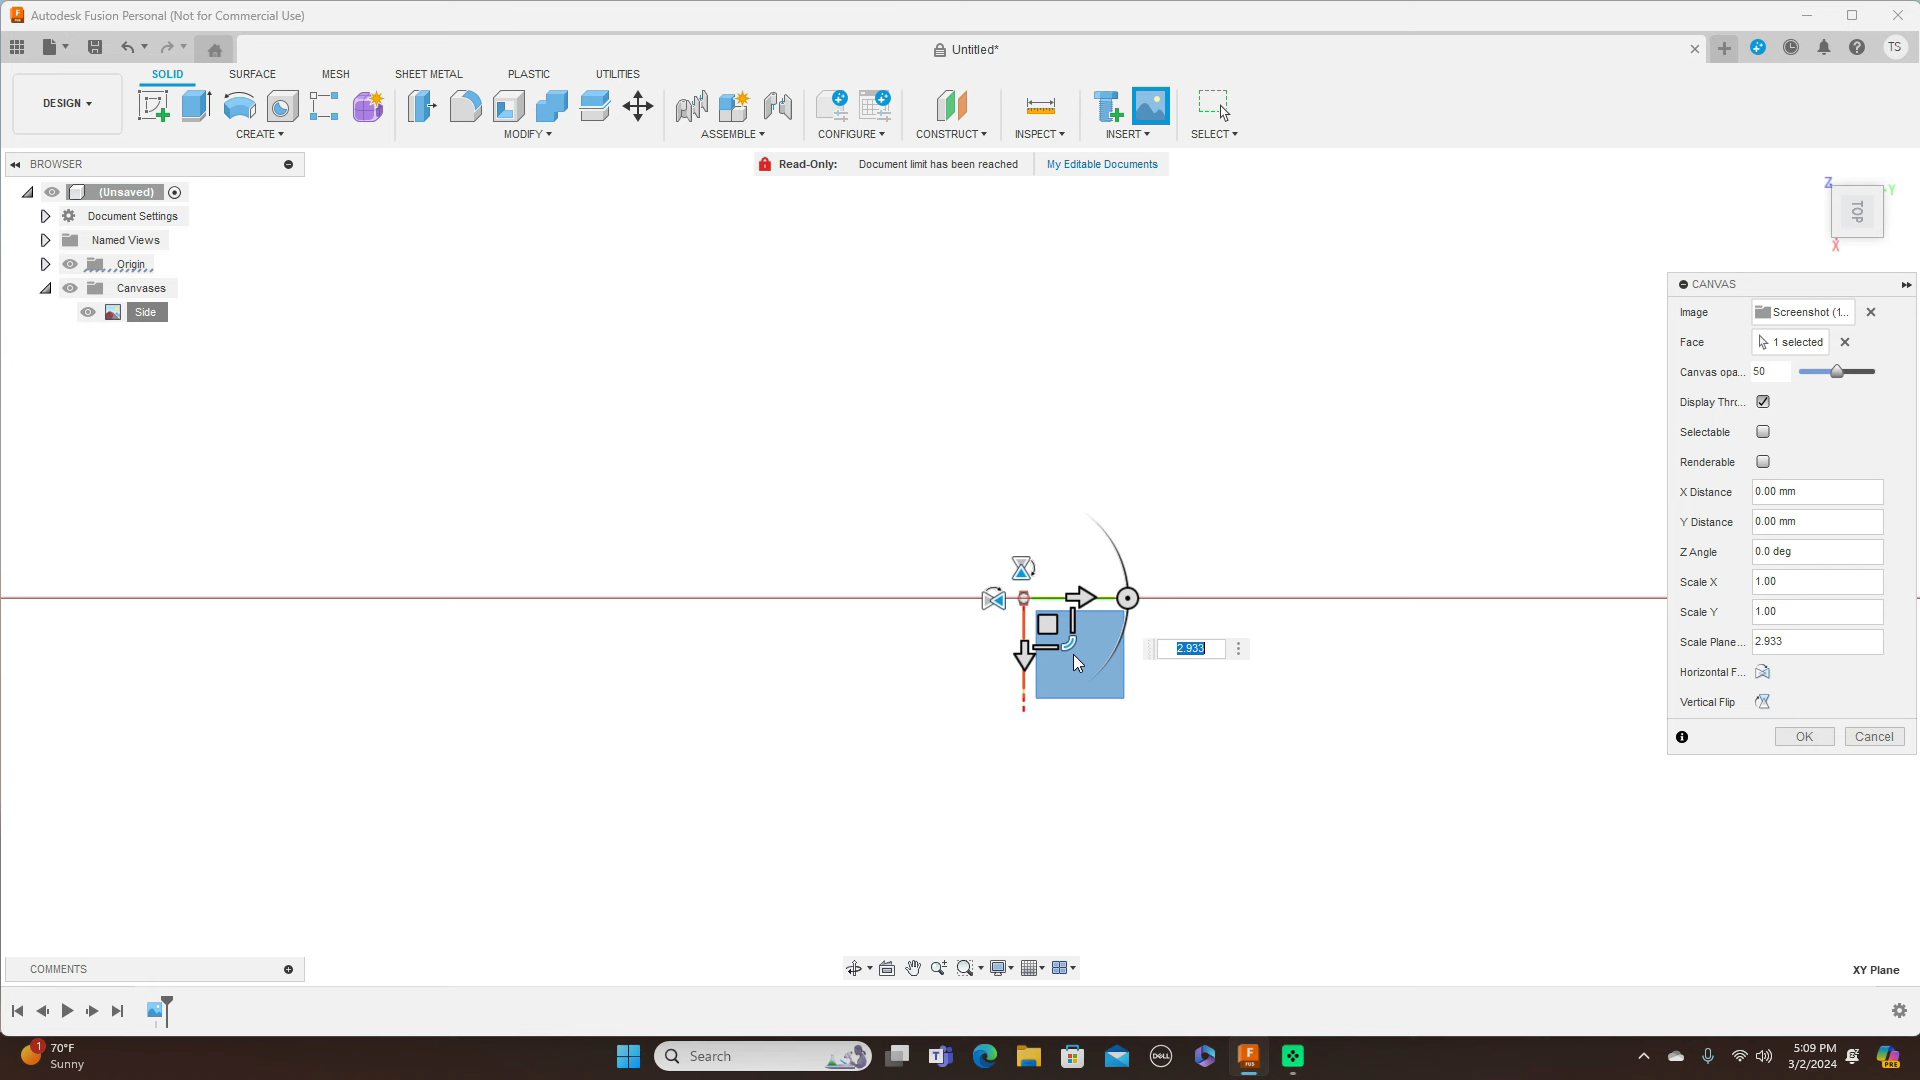 Autodesk Fusion Personal (Not for Commercial Use)
Untitled*
TS
DESIGN
SOLID
SURFACE
MESH
SHEET METAL
PLASTIC
UTILITIES
CREATE
MODIFY
ASSEMBLE
CONFIGURE
CONSTRUCT
INSPECT
INSERT
SELECT
BROWSER
Read-Only: Document limit has been reached My Editable Documents
(Unsaved)
Document Settings
Named Views
Origin
Canvases
Side
Z
Y
TOP
X
CANVAS
Image Screenshot (1...
Face 1 selected
Canvas opa... 50
Display Thr...
Selectable
Renderable
X Distance 0.00 mm
Y Distance 0.00 mm
Z Angle 0.0 deg
Scale X 1.00
Scale Y 1.00
Scale Plane... 2.933
Horizontal F...
Vertical Flip
OK Cancel
2.933
COMMENTS
XY Plane
1
70°F
Sunny
Search
DELL
F
FUS
5:09 PM
3/2/2024
PRE